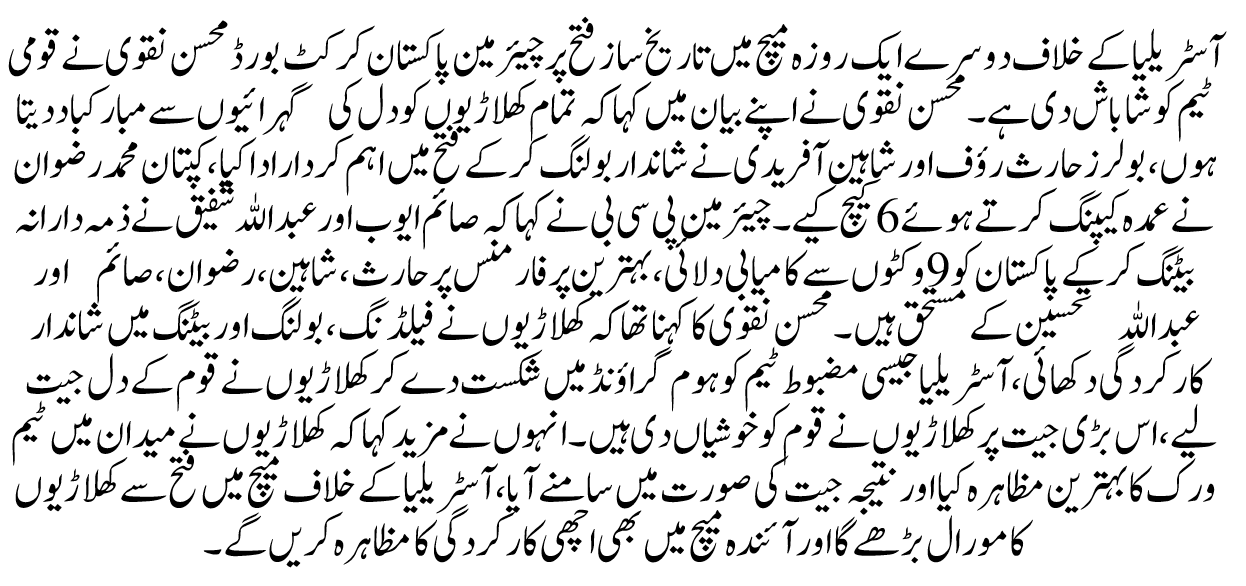 آسٹریلیا کے خلاف دوسرے ایک روزہ میچ میں تاریخ ساز فتح پر چیئرمین پاکستان کرکٹ بورڈ محسن نقوی نے قومی
ٹیم کو شاباش دی ہے۔ محسن نقوی نے اپنے بیان میں کہا کہ تمام کھلاڑیوں کو دل کی گہرائیوں سے مبارکباد دیتا
ہوں، بولرز حارث رؤف اور شاہین آفریدی نے شاندار بولنگ کرکے فتح میں اہم کردار ادا کیا، کپتان محمد رضوان
نے عمدہ کیپنگ کرتے ہوئے 6 کیچ کیے۔ چیئرمین پی سی بی نے کہا کہ صائم ایوب اور عبداللہ شفیق نے ذمہ دارانہ
بیٹنگ کرکے پاکستان کو 9 وکٹوں سے کامیابی دلائی، بہترین پرفارمنس پر حارث، شاہین، رضوان، صائم اور
عبداللہ تحسین کے مستحق ہیں۔ محسن نقوی کا کہنا تھا کہ کھلاڑیوں نے فیلڈنگ، بولنگ اور بیٹنگ میں شاندار
کارکردگی دکھائی، آسٹریلیا جیسی مضبوط ٹیم کو ہوم گراؤنڈ میں شکست دے کر کھلاڑیوں نے قوم کے دل جیت
لیے، اس بڑی جیت پر کھلاڑیوں نے قوم کو خوشیاں دی ہیں۔ انہوں نے مزید کہا کہ کھلاڑیوں نے میدان میں ٹیم
ورک کا بہترین مظاہرہ کیا اور نتیجہ جیت کی صورت میں سامنے آیا، آسٹریلیا کے خلاف میچ میں فتح سے کھلاڑیوں
کا مورال بڑھے گا اور آئندہ میچ میں بھی اچھی کارکردگی کا مظاہرہ کریں گے۔